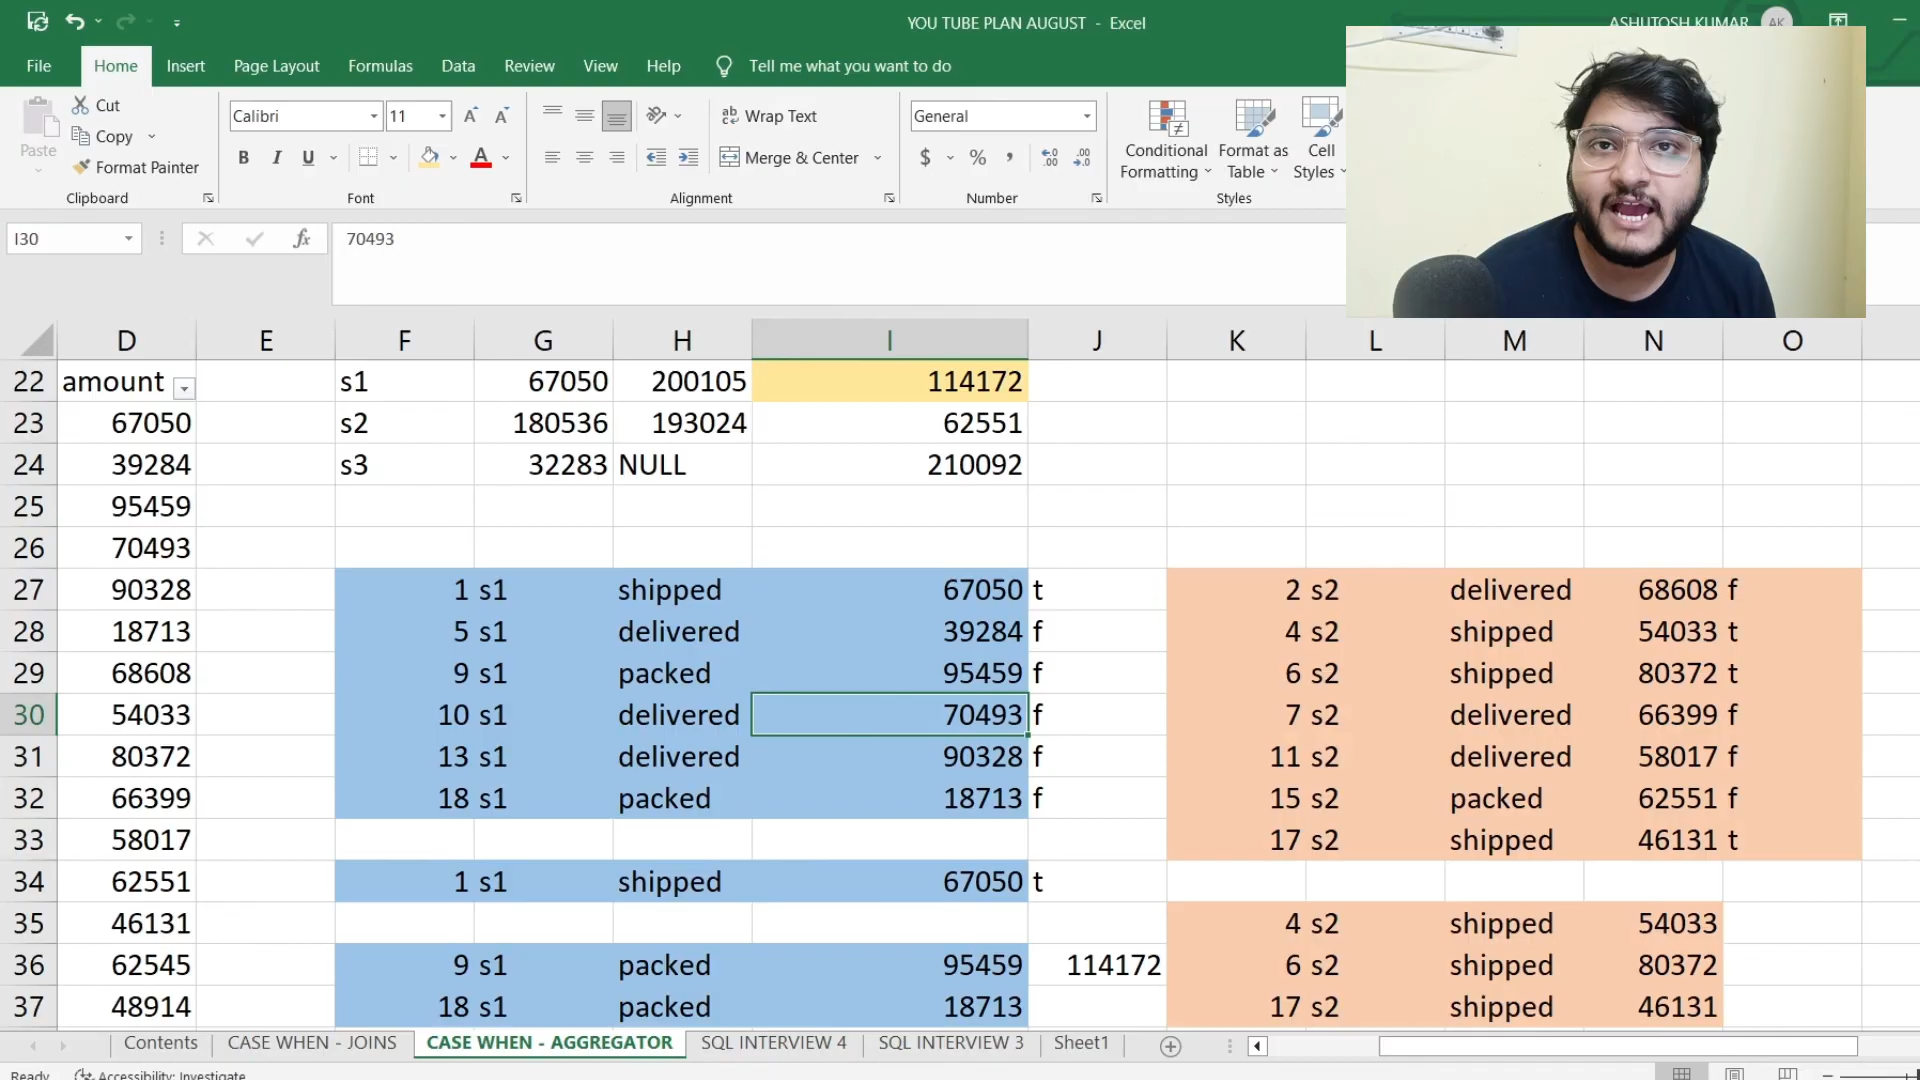 YOU TUBE PLAN AUGUST - Excel
ASHUTOSH KUMAR AK
File Home Insert Page Layout Formulas Data Review View Help Tell me what you want to do
Paste Cut
Copy
Format Painter
Clipboard
Calibri 11
B I U A
Font
ab Wrap Text
Merge & Center
Alignment
General
$ % ,
Number
Conditional Formatting
Format as Table
Cell Styles
Styles
I30 fx 70493
D E F G H I J K L M N O
22 amount s1 67050 200105 114172
23 67050 s2 180536 193024 62551
24 39284 s3 32283 NULL 210092
25 95459
26 70493
27 90328 1 s1 shipped 67050 t 2 s2 delivered 68608 f
28 18713 5 s1 delivered 39284 f 4 s2 shipped 54033 t
29 68608 9 s1 packed 95459 f 6 s2 shipped 80372 t
30 54033 10 s1 delivered 70493 f 7 s2 delivered 66399 f
31 80372 13 s1 delivered 90328 f 11 s2 delivered 58017 f
32 66399 18 s1 packed 18713 f 15 s2 packed 62551 f
33 58017 17 s2 shipped 46131 t
34 62551 1 s1 shipped 67050 t
35 46131 4 s2 shipped 54033
36 62545 9 s1 packed 95459 114172 6 s2 shipped 80372
37 48914 18 s1 packed 18713 17 s2 shipped 46131
Contents CASE WHEN - JOINS CASE WHEN - AGGREGATOR SQL INTERVIEW 4 SQL INTERVIEW 3 Sheet1
Ready Accessibility: Investigate